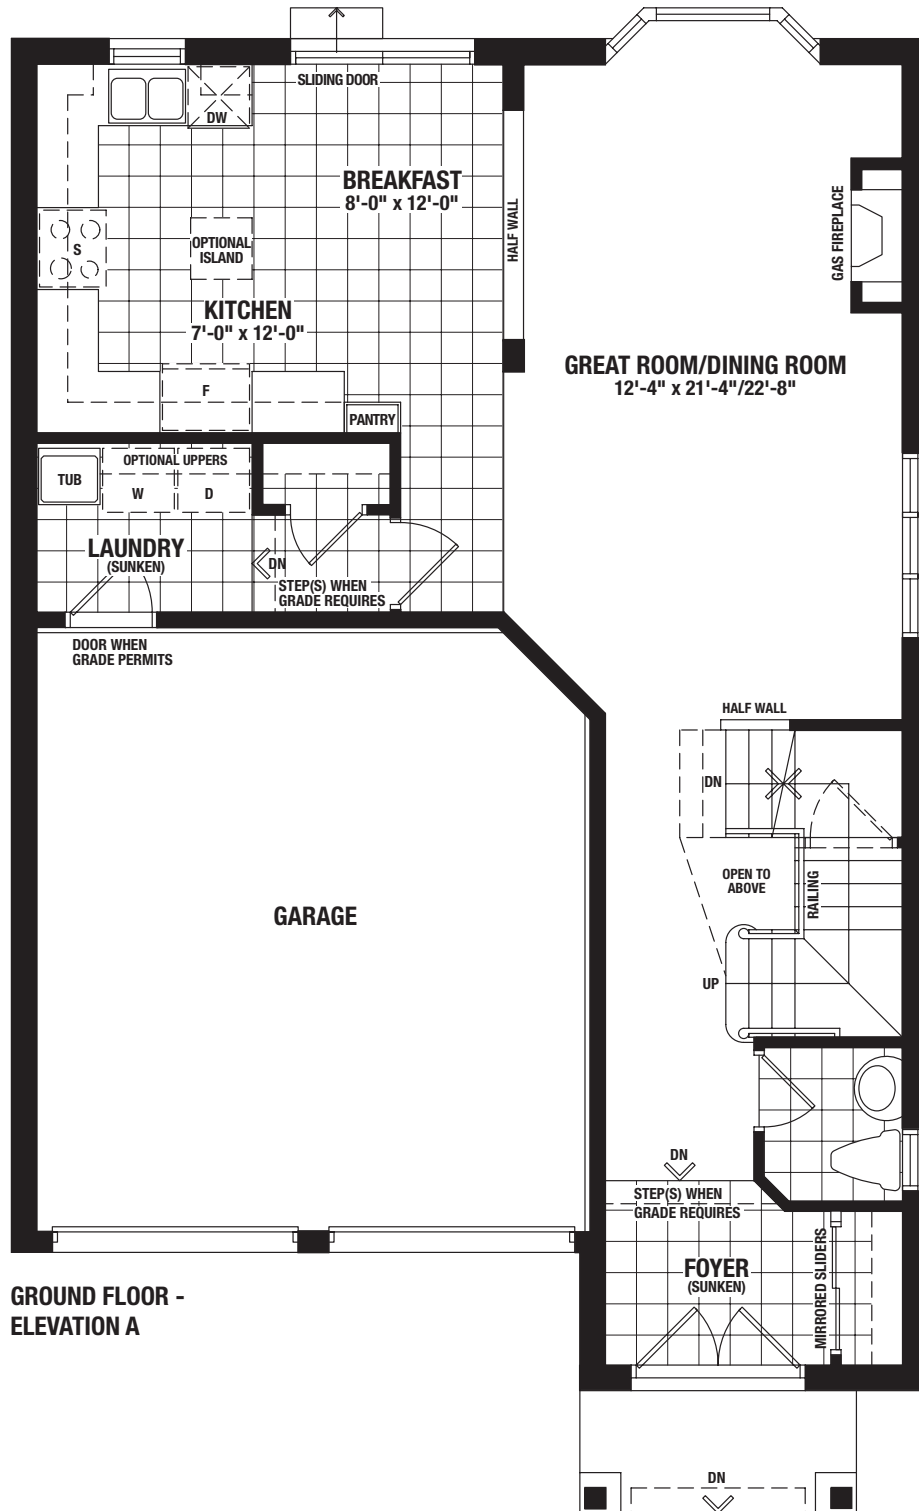 SLIDING DOOR
DW
BREAKFAST
8'-0" x 12'-0"
HALF WALL
GAS FIREPLACE
S
OPTIONAL
ISLAND
KITCHEN
7'-0" x 12'-0"
GREAT ROOM/DINING ROOM
12'-4" x 21'-4"/22'-8"
F
PANTRY
OPTIONAL UPPERS
TUB
W
D
LAUNDRY
(SUNKEN)
DN
STEP(S) WHEN
GRADE REQUIRES
DOOR WHEN
GRADE PERMITS
HALF WALL
DN
OPEN TO
ABOVE
RAILING
GARAGE
UP
DN
STEP(S) WHEN
GRADE REQUIRES
FOYER
(SUNKEN)
MIRRORED SLIDERS
GROUND FLOOR -
ELEVATION A
DN